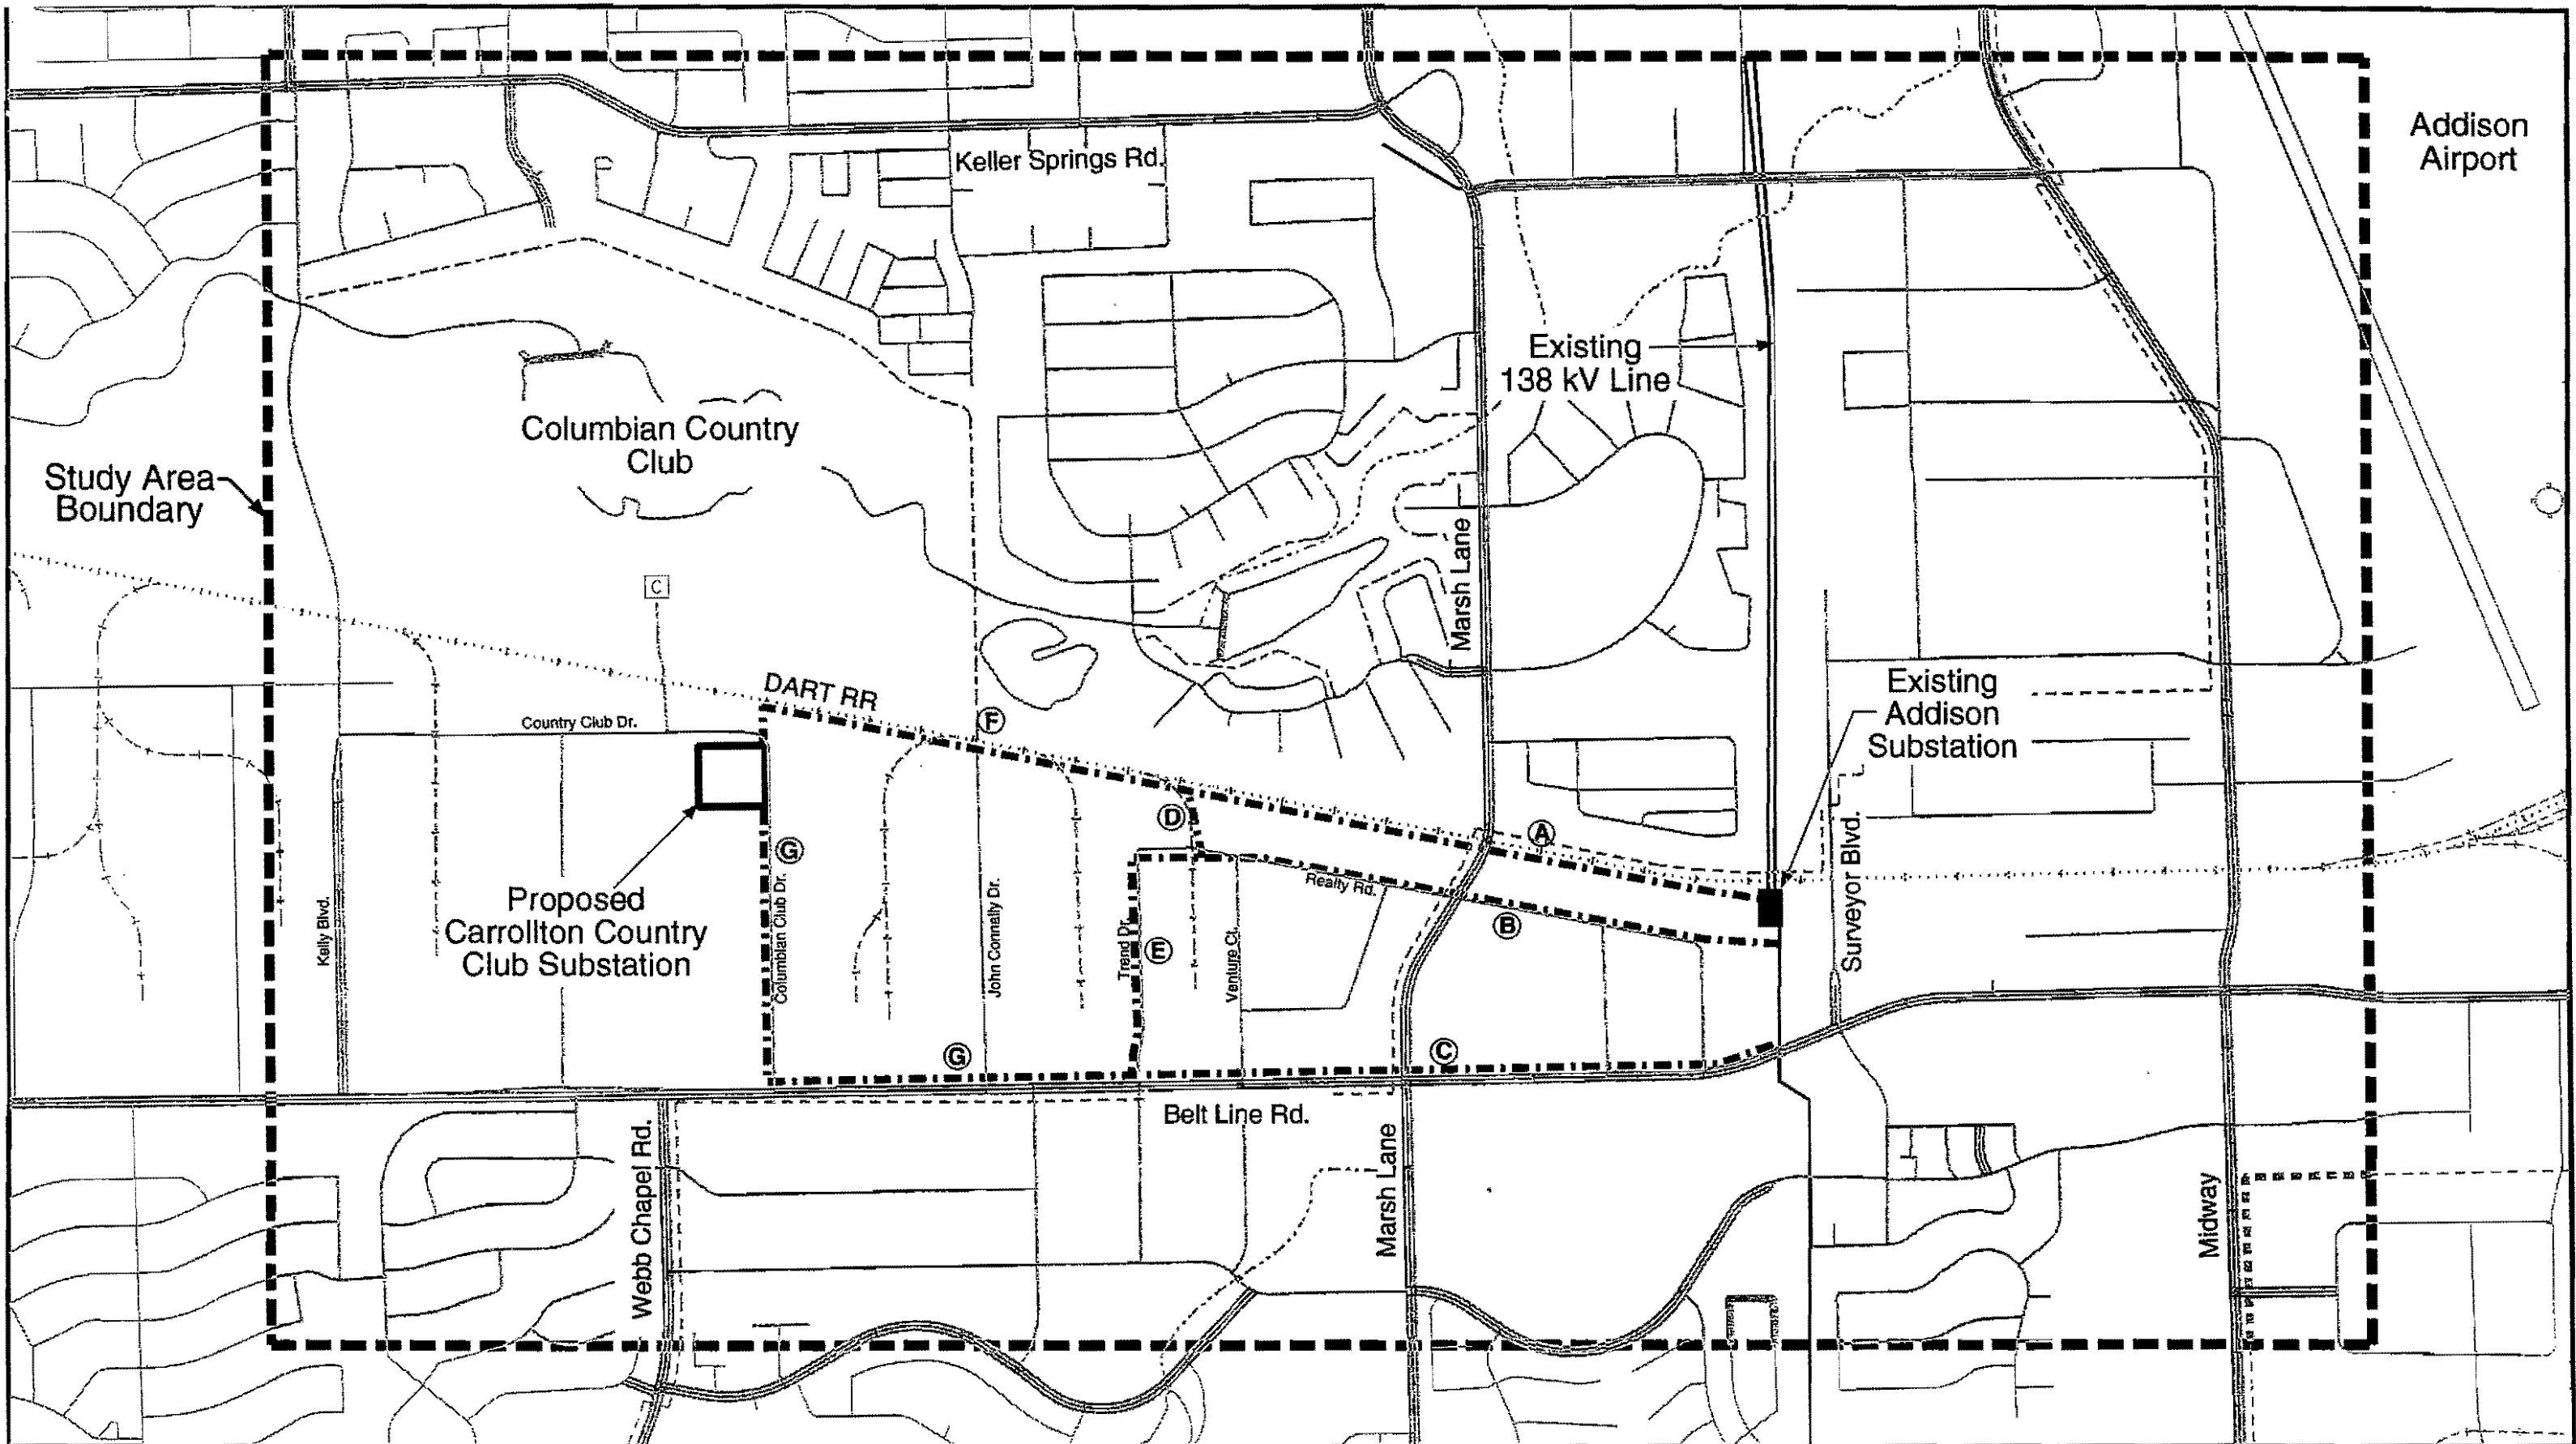 Addison
Airport
Keller Springs Rd.
Existing
138 kV Line
Columbian Country
Club
Study Area
Boundary
Marsh Lane
C
DART RR
F
Existing
Addison
Substation
Country Club Dr.
D
A
G
Surveyor Blvd.
Realty Rd.
Proposed
Carrollton Country
Club Substation
Kelly Blvd.
Columbian Club Dr.
John Connally Dr.
Trend Dr.
E
Venture Ct.
B
G
C
Belt Line Rd.
Webb Chapel Rd.
Marsh Lane
Midway